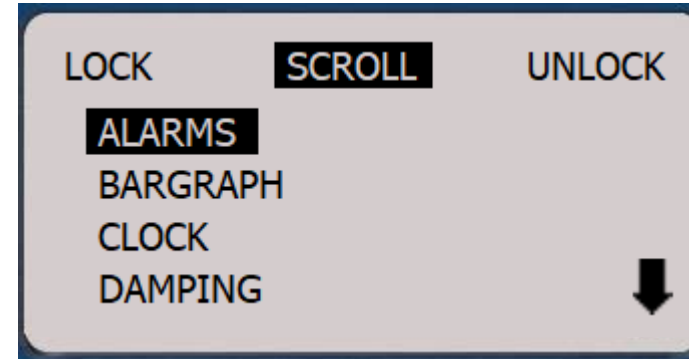 LOCK SCROLL UNLOCK
ALARMS
BARGRAPH
CLOCK
DAMPING